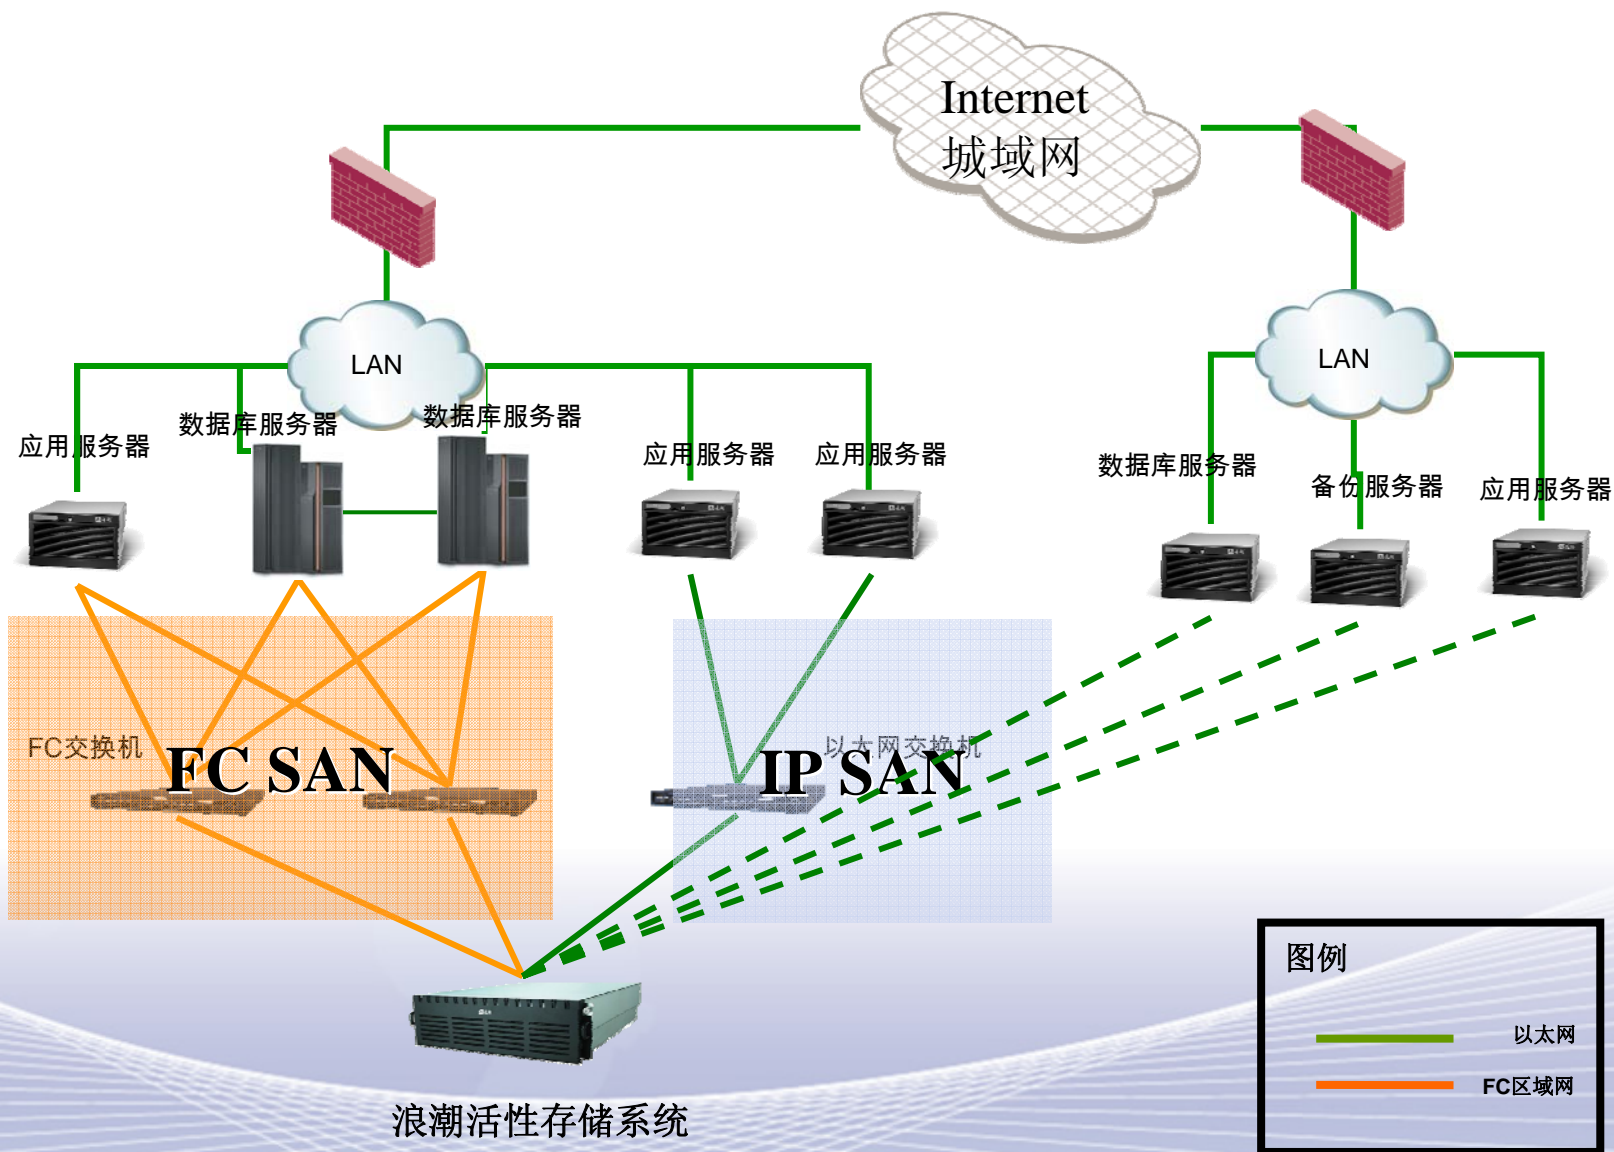 Internet
城域网
LAN
LAN
数据库服务器
数据库服务器
应用服务器
应用服务器
应用服务器
数据库服务器
备份服务器
应用服务器
FC交换机
FC SAN
以太网交换机
IP SAN
图例
以太网
FC区域网
浪潮活性存储系统